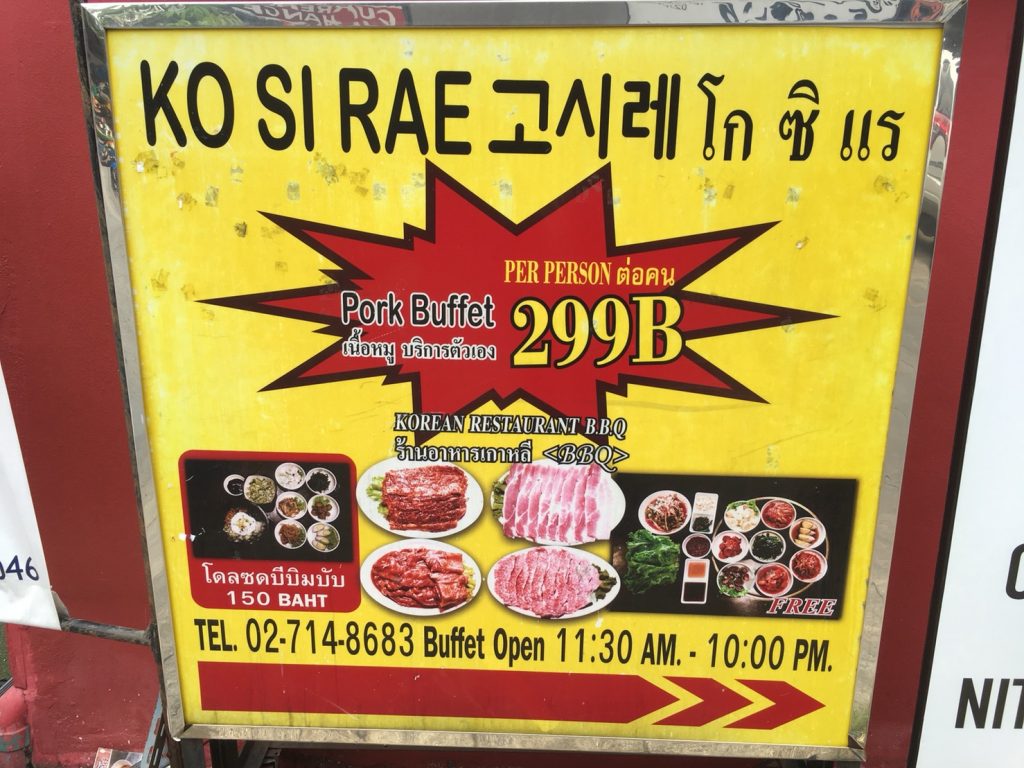 KO SI RAE 고시레 โก ซิ แร
PER PERSON ต่อคน
Pork Buffet 299B
เนื้อหมู บริการตัวเอง
KOREAN RESTAURANT B.B.Q
ร้านอาหารเกาหลี <BBQ>
โดลซดบีบิมบับ
150 BAHT
FREE
TEL. 02-714-8683 Buffet Open 11:30 AM. - 10:00 PM.
46
NIT